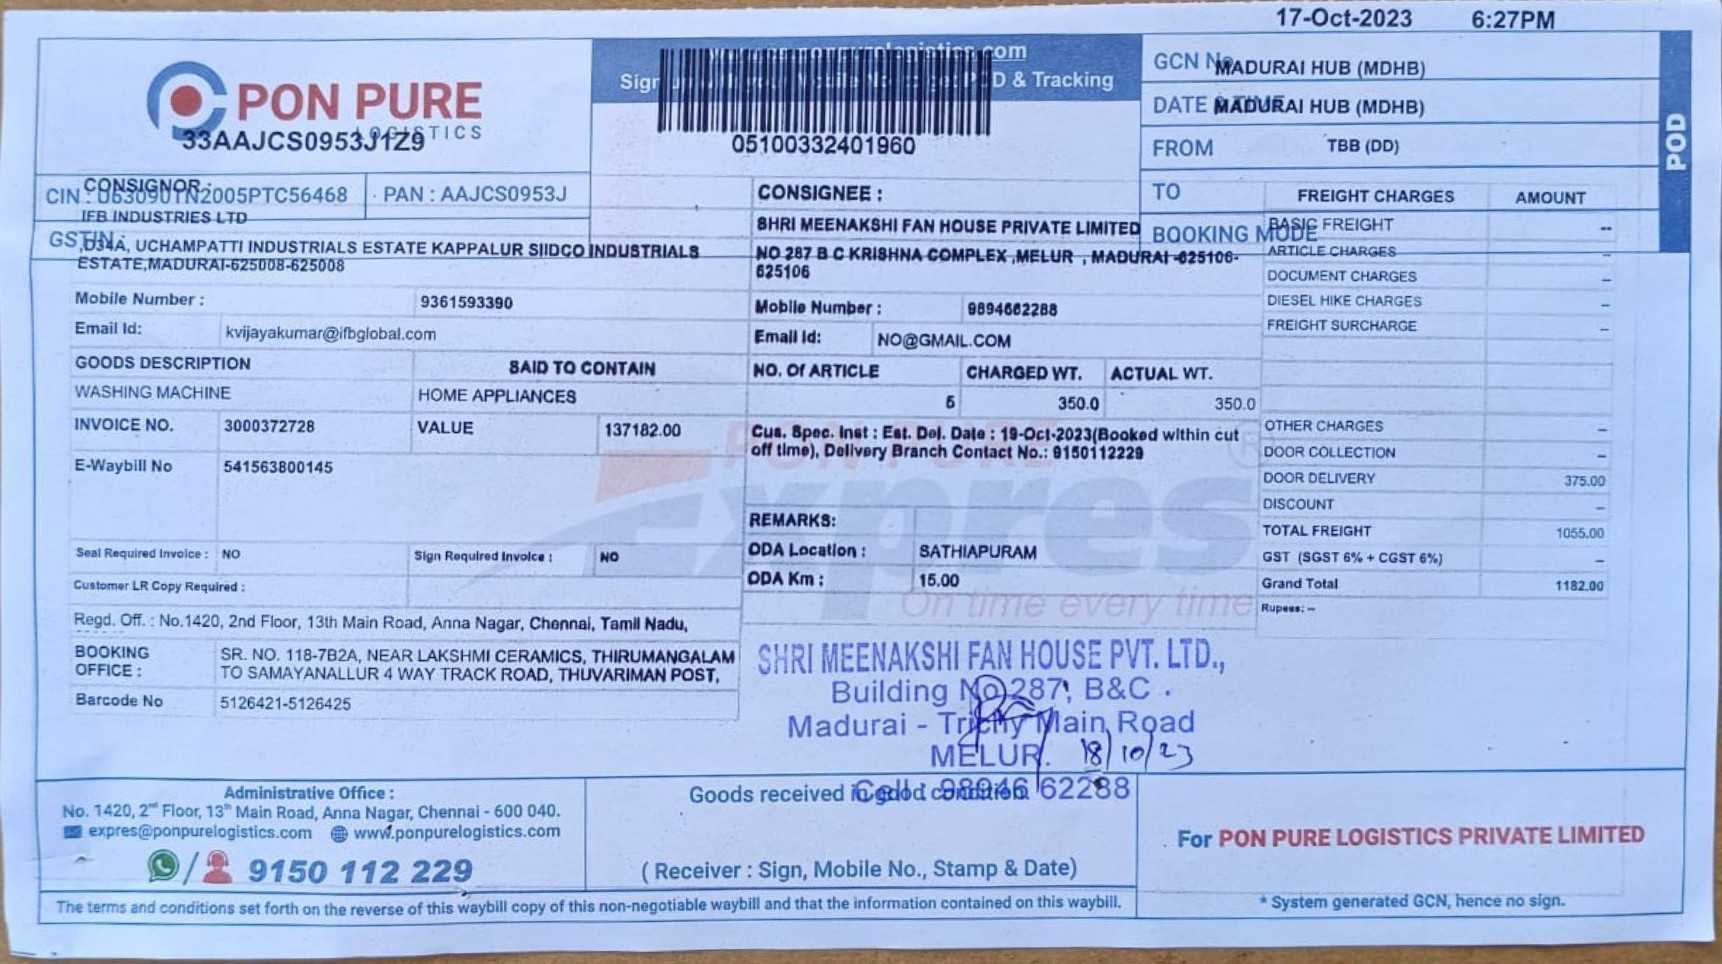 17-Oct-2023 6:27PM
PON PURE
LOGISTICS
33AAJCS0953J1Z9
CIN : U63090TN2005PTC56468
PAN : AAJCS0953J
GSTIN :
Sign up D & Tracking
05100332401960
GCN No
MADURAI HUB (MDHB)
DATE & TIME
MADURAI HUB (MDHB)
FROM
TBB (DD)
TO
BOOKING MODE
POD
CONSIGNOR :
IFB INDUSTRIES LTD
,D34A, UCHAMPATTI INDUSTRIALS ESTATE KAPPALUR SIIDCO INDUSTRIALS
ESTATE,MADURAI-625008-625008
Mobile Number : 9361593390
Email Id: kvijayakumar@ifbglobal.com
GOODS DESCRIPTION SAID TO CONTAIN
WASHING MACHINE HOME APPLIANCES
INVOICE NO. 3000372728 VALUE 137182.00
E-Waybill No 541563800145
Seal Required Invoice : NO Sign Required Invoice : NO
Customer LR Copy Required :
Regd. Off. : No.1420, 2nd Floor, 13th Main Road, Anna Nagar, Chennai, Tamil Nadu,
BOOKING OFFICE :
SR. NO. 118-7B2A, NEAR LAKSHMI CERAMICS, THIRUMANGALAM
TO SAMAYANALLUR 4 WAY TRACK ROAD, THUVARIMAN POST,
Barcode No 5126421-5126425
CONSIGNEE :
SHRI MEENAKSHI FAN HOUSE PRIVATE LIMITED
NO 287 B C KRISHNA COMPLEX ,MELUR , MADURAI -625106-
625106
Mobile Number : 9894662288
Email Id: NO@GMAIL.COM
NO. Of ARTICLE CHARGED WT. ACTUAL WT.
5 350.0 350.0
Cus. Spec. Inst : Est. Del. Date : 19-Oct-2023(Booked within cut
off time), Delivery Branch Contact No.: 9150112229
PON PURE
Expres
On time every time
REMARKS:
ODA Location : SATHIAPURAM
ODA Km : 15.00
FREIGHT CHARGES AMOUNT
BASIC FREIGHT --
ARTICLE CHARGES --
DOCUMENT CHARGES --
DIESEL HIKE CHARGES --
FREIGHT SURCHARGE --
OTHER CHARGES --
DOOR COLLECTION --
DOOR DELIVERY 375.00
DISCOUNT --
TOTAL FREIGHT 1055.00
GST (SGST 6% + CGST 6%) --
Grand Total 1182.00
Rupees: --
SHRI MEENAKSHI FAN HOUSE PVT. LTD.,
Building No.287, B&C
Madurai - Trichy Main Road
MELUR.
18/10/23
Cell : 98946 62288
Goods received in good condition.
( Receiver : Sign, Mobile No., Stamp & Date)
Administrative Office :
No. 1420, 2nd Floor, 13th Main Road, Anna Nagar, Chennai - 600 040.
expres@ponpurelogistics.com www.ponpurelogistics.com
9150 112 229
For PON PURE LOGISTICS PRIVATE LIMITED
* System generated GCN, hence no sign.
The terms and conditions set forth on the reverse of this waybill copy of this non-negotiable waybill and that the information contained on this waybill.